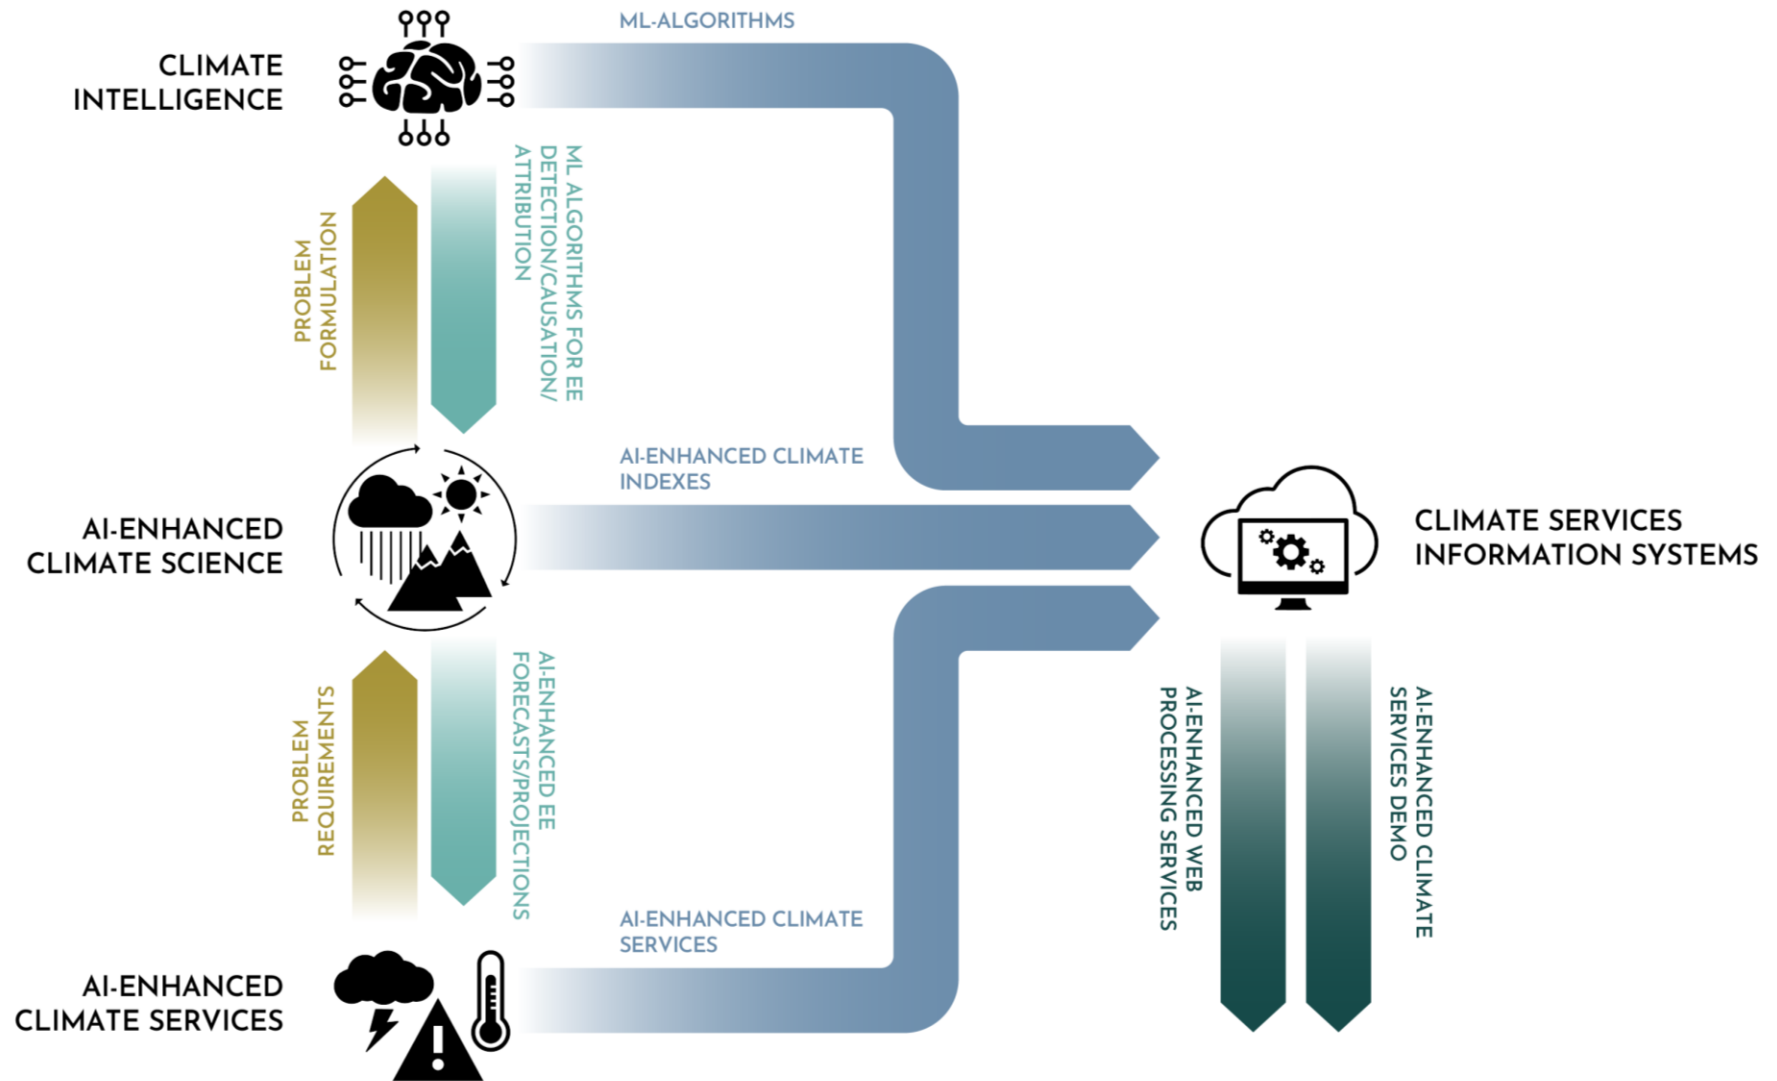 ML-ALGORITHMS
CLIMATE
INTELLIGENCE
PROBLEM
FORMULATION
ML ALGORITHMS FOR EE
DETECTION/CAUSATION/
ATTRIBUTION
AI-ENHANCED CLIMATE
INDEXES
AI-ENHANCED
CLIMATE SCIENCE
CLIMATE SERVICES
INFORMATION SYSTEMS
PROBLEM
REQUIREMENTS
AI-ENHANCED EE
FORECASTS/PROJECTIONS
AI-ENHANCED WEB
PROCESSING SERVICES
AI-ENHANCED CLIMATE
SERVICES DEMO
AI-ENHANCED CLIMATE
SERVICES
AI-ENHANCED
CLIMATE SERVICES